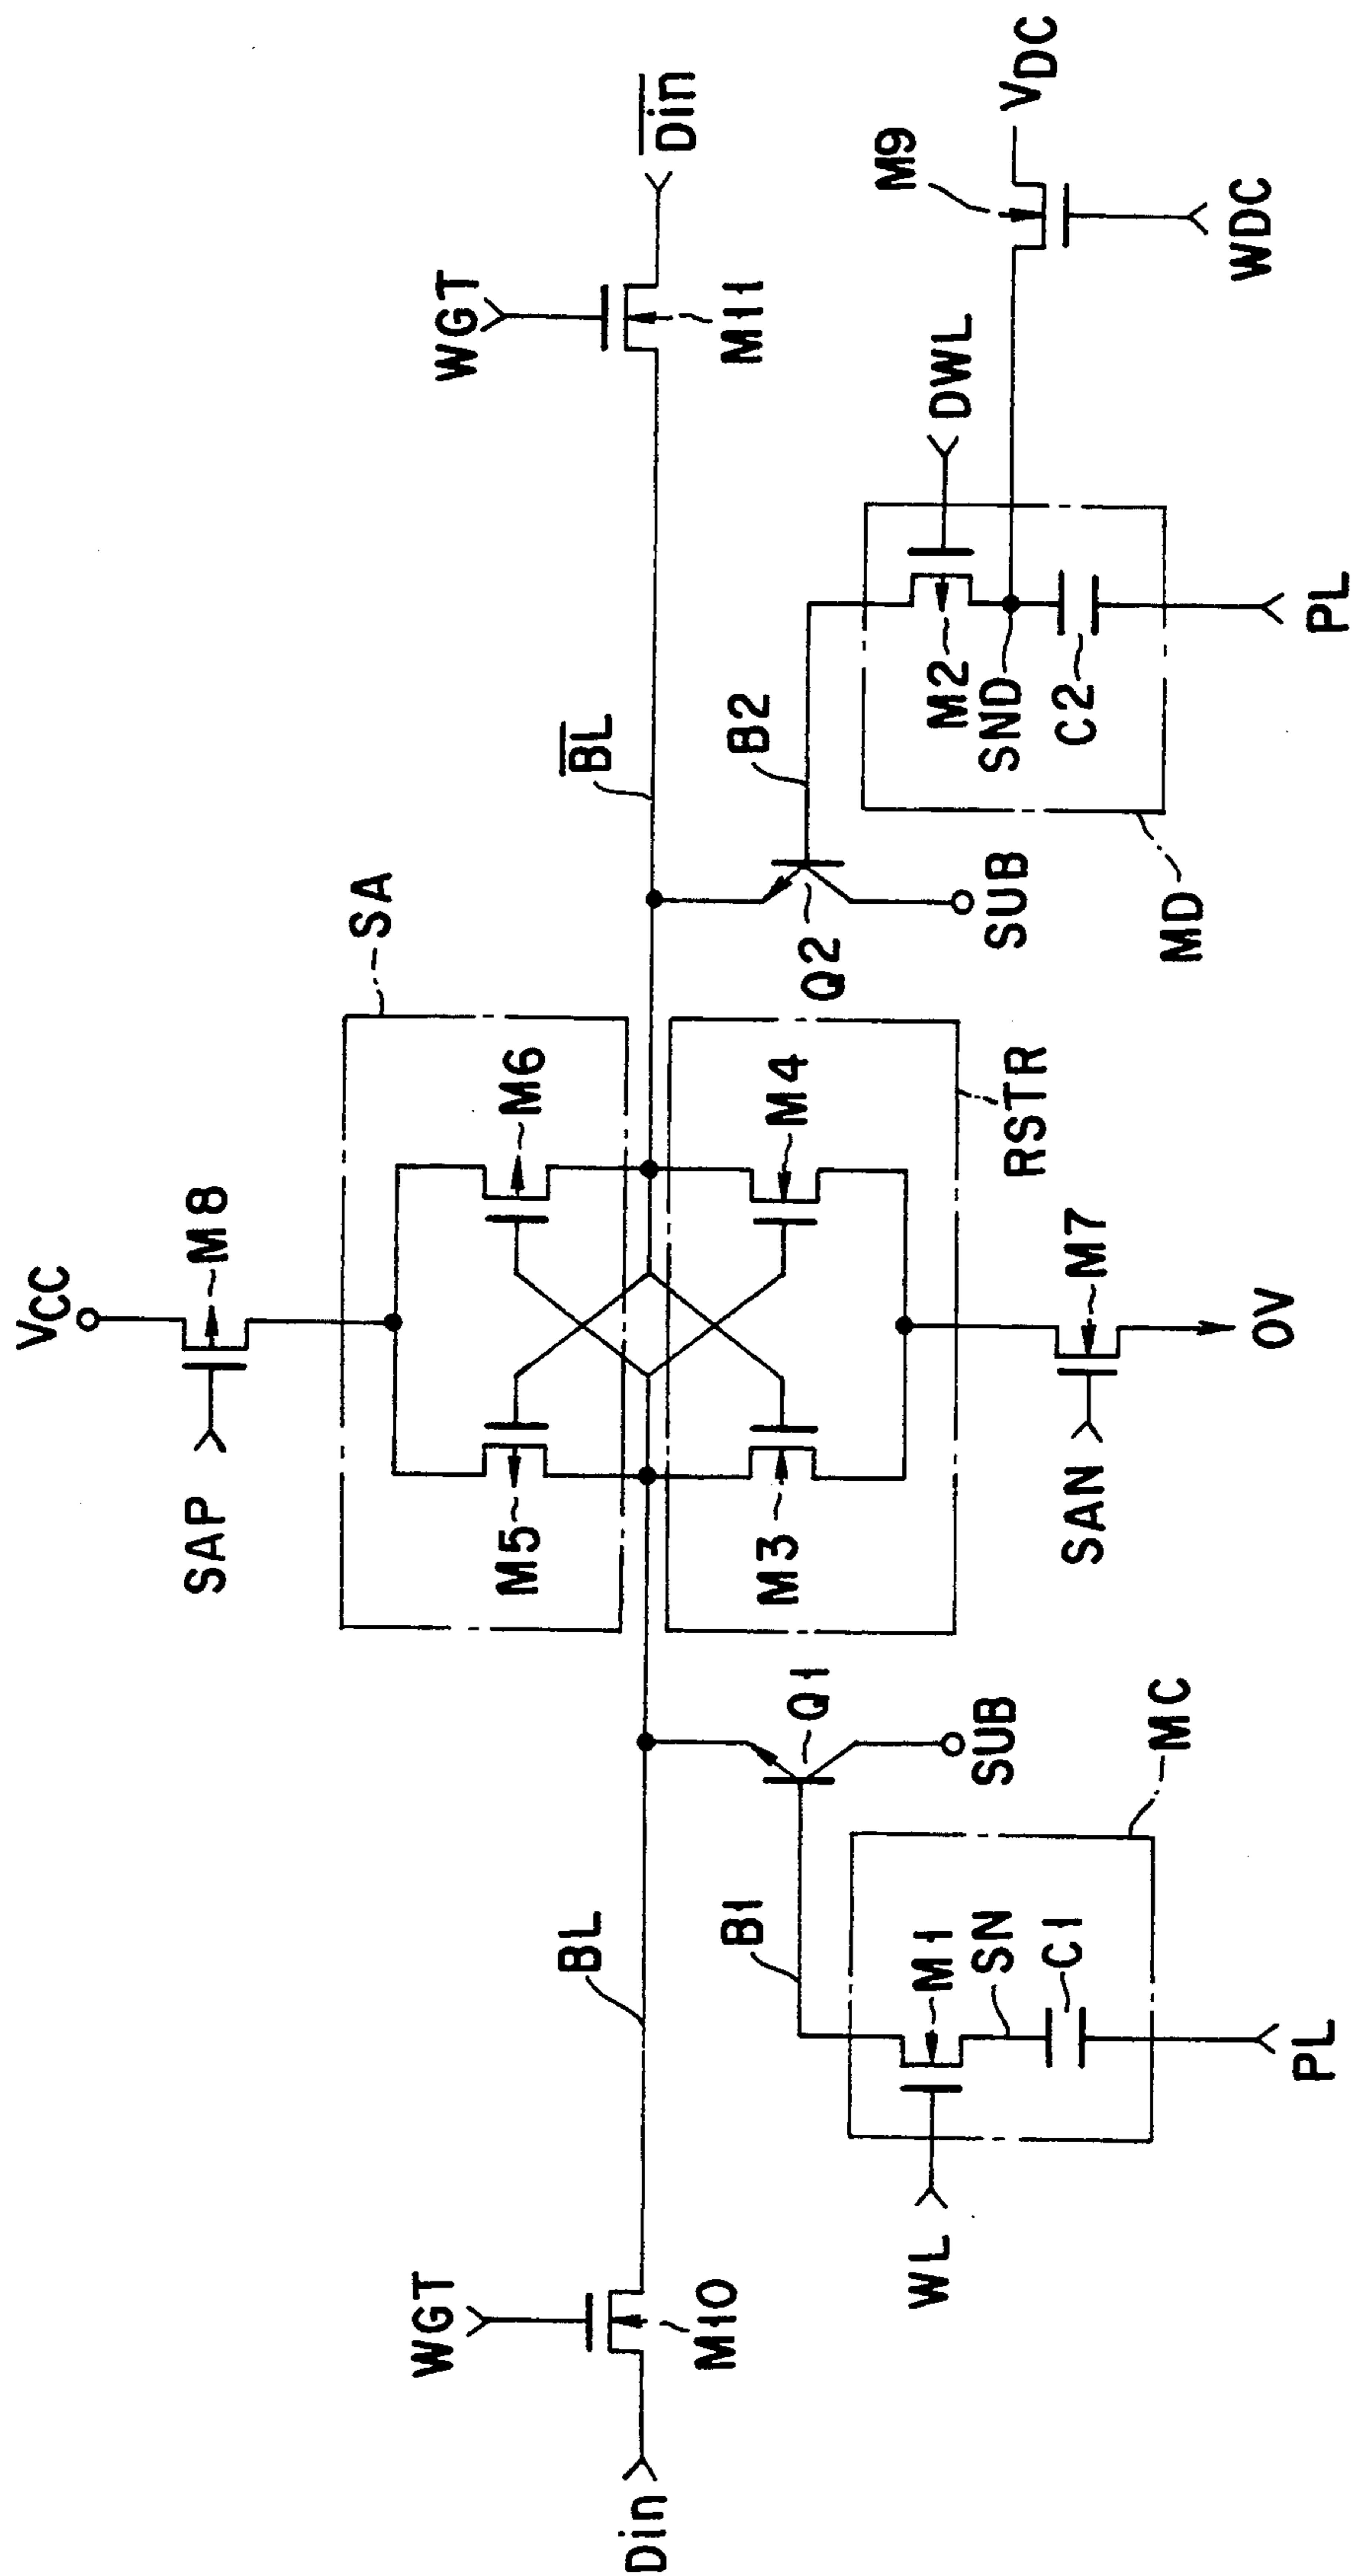 VCC
SAP
M8
SA
M5
M6
WGT
WGT
Din
M10
BL
B̅L̅
M11
D̅i̅n̅
M3
M4
RSTR
SAN
M7
0V
B1
Q1
SUB
WL
M1
SN
C1
MC
PL
B2
Q2
SUB
DWL
M2
SND
C2
MD
PL
M9
VDC
WDC